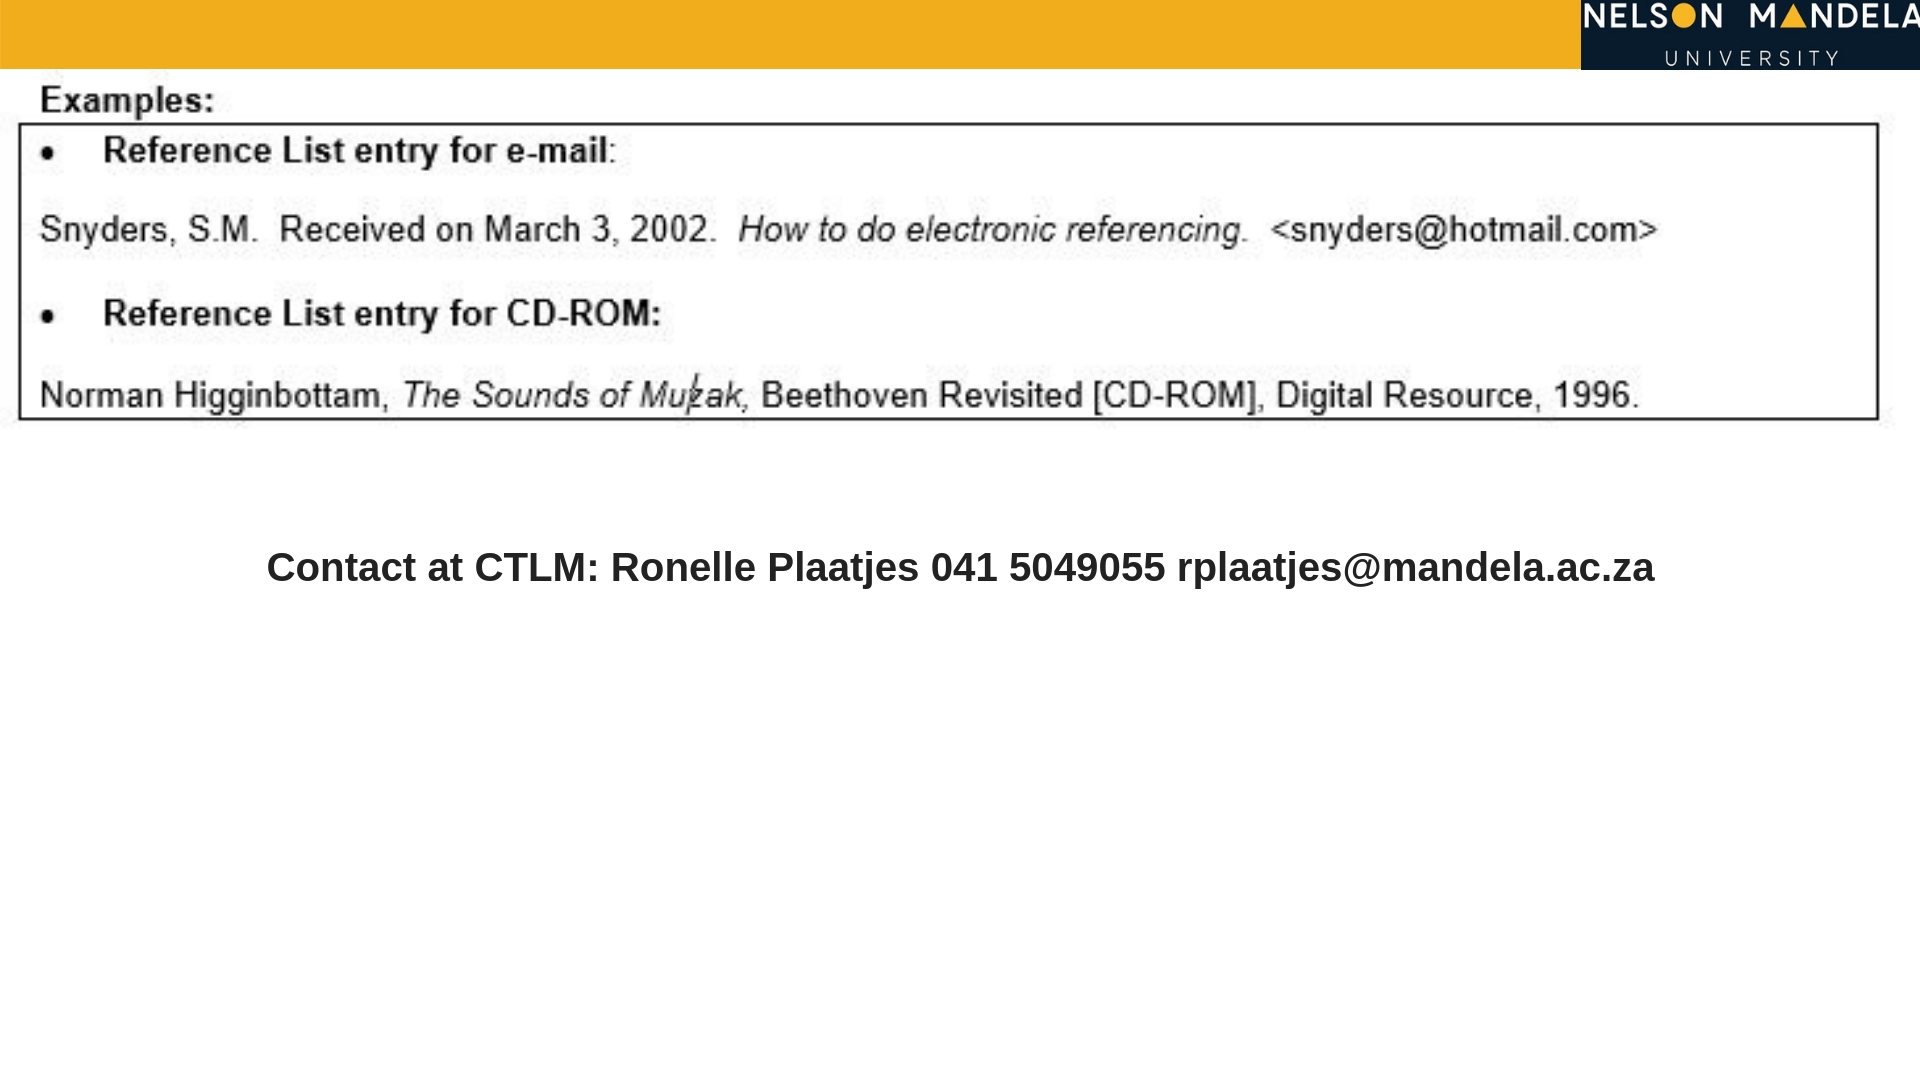 NELSON MANDELA
UNIVERSITY
Examples:
• Reference List entry for e-mail:
Snyders, S.M. Received on March 3, 2002. How to do electronic referencing. <snyders@hotmail.com>
• Reference List entry for CD-ROM:
Norman Higginbottam, The Sounds of Muzak, Beethoven Revisited [CD-ROM], Digital Resource, 1996.
Contact at CTLM: Ronelle Plaatjes 041 5049055 rplaatjes@mandela.ac.za